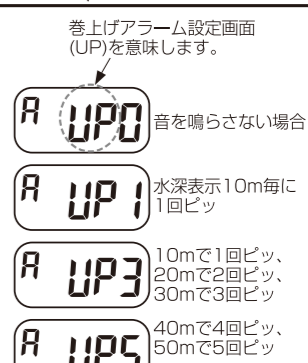 巻上げアラーム設定画面
(UP)を意味します。
A UP0
音を鳴らさない場合
A UP1
水深表示10m毎に
1回ピッ
A UP3
10mで1回ピッ、
20mで2回ピッ、
30mで3回ピッ
A UP5
40mで4回ピッ、
50mで5回ピッ